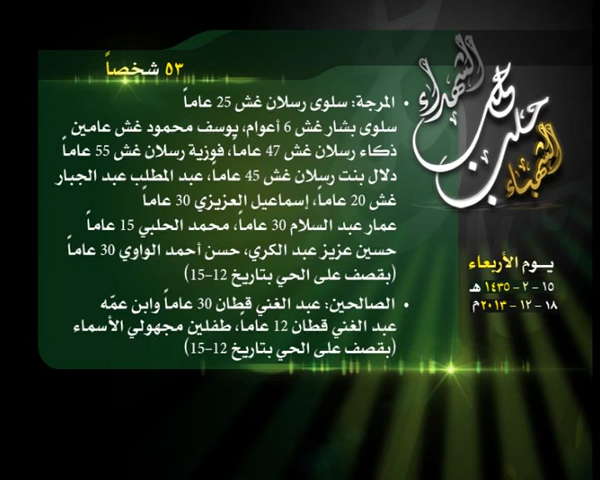 ٥٣ شخصاً
الشهداء
حلب
حلب
الشهباء
• المرجة: سلوى رسلان غش 25 عاماً
سلوى بشار غش 6 أعوام، يوسف محمود غش عامين
ذكاء رسلان غش 47 عاماً، فوزية رسلان غش 55 عاماً
دلال بنت رسلان غش 45 عاماً، عبد المطلب عبد الجبار
غش 20 عاماً، إسماعيل العزيزي 30 عاماً
عمار عبد السلام 30 عاماً، محمد الحلبي 15 عاماً
حسين عزيز عبد الكري، حسن أحمد الواوي 30 عاماً
(بقصف على الحي بتاريخ 12-15)
• الصالحين: عبد الغني قطان 30 عاماً وابن عمّه
عبد الغني قطان 12 عاماً، طفلين مجهولي الأسماء
(بقصف على الحي بتاريخ 12-15)
يـوم الأربعاء
١٥ - ٢ - ١٤٣٥ هـ
١٨ - ١٢ - ٢٠١٣ م